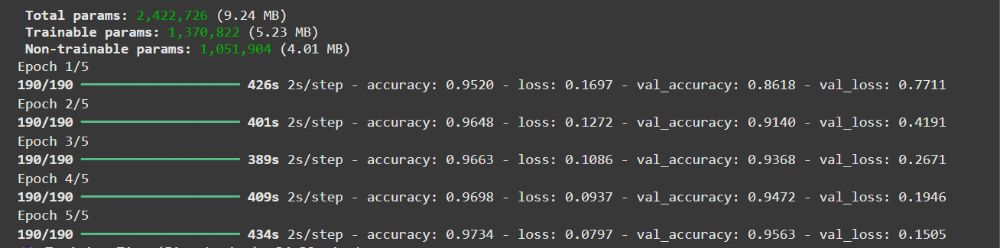 Total params: 2,422,726 (9.24 MB)
Trainable params: 1,370,822 (5.23 MB)
Non-trainable params: 1,051,904 (4.01 MB)
Epoch 1/5
190/190 ━━━━━━━━━━━━━━━━━━━━ 426s 2s/step - accuracy: 0.9520 - loss: 0.1697 - val_accuracy: 0.8618 - val_loss: 0.7711
Epoch 2/5
190/190 ━━━━━━━━━━━━━━━━━━━━ 401s 2s/step - accuracy: 0.9648 - loss: 0.1272 - val_accuracy: 0.9140 - val_loss: 0.4191
Epoch 3/5
190/190 ━━━━━━━━━━━━━━━━━━━━ 389s 2s/step - accuracy: 0.9663 - loss: 0.1086 - val_accuracy: 0.9368 - val_loss: 0.2671
Epoch 4/5
190/190 ━━━━━━━━━━━━━━━━━━━━ 409s 2s/step - accuracy: 0.9698 - loss: 0.0937 - val_accuracy: 0.9472 - val_loss: 0.1946
Epoch 5/5
190/190 ━━━━━━━━━━━━━━━━━━━━ 434s 2s/step - accuracy: 0.9734 - loss: 0.0797 - val_accuracy: 0.9563 - val_loss: 0.1505